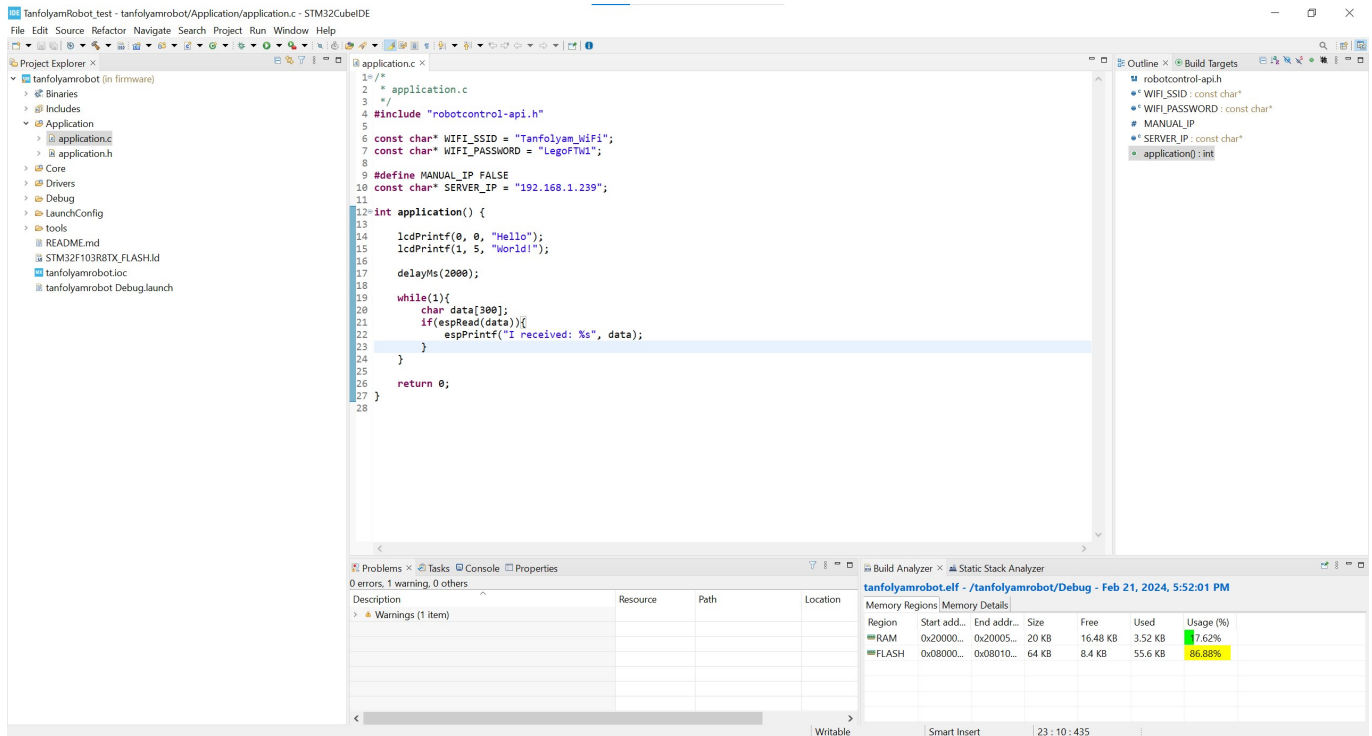 TanfolyamRobot_test - tanfolyamrobot/Application/application.c - STM32CubeIDE
File Edit Source Refactor Navigate Search Project Run Window Help
Project Explorer
tanfolyamrobot (in firmware)
Binaries
Includes
Application
application.c
application.h
Core
Drivers
Debug
LaunchConfig
tools
README.md
STM32F103R8TX_FLASH.ld
tanfolyamrobot.ioc
tanfolyamrobot Debug.launch
application.c
1 /*
2 * application.c
3 */
4 #include "robotcontrol-api.h"
5
6 const char* WIFI_SSID = "Tanfolyam_WiFi";
7 const char* WIFI_PASSWORD = "LegoFTW1";
8
9 #define MANUAL_IP FALSE
10 const char* SERVER_IP = "192.168.1.239";
11
12 int application() {
13
14 lcdPrintf(0, 0, "Hello");
15 lcdPrintf(1, 5, "World!");
16
17 delayMs(2000);
18
19 while(1){
20 char data[300];
21 if(espRead(data)){
22 espPrintf("I received: %s", data);
23 }
24 }
25
26 return 0;
27 }
28
Outline Build Targets
robotcontrol-api.h
WIFI_SSID : const char*
WIFI_PASSWORD : const char*
# MANUAL_IP
SERVER_IP : const char*
application() : int
Problems Tasks Console Properties
0 errors, 1 warning, 0 others
Description Resource Path Location
Warnings (1 item)
Build Analyzer Static Stack Analyzer
tanfolyamrobot.elf - /tanfolyamrobot/Debug - Feb 21, 2024, 5:52:01 PM
Memory Regions Memory Details
Region Start add... End addr... Size Free Used Usage (%)
RAM 0x20000... 0x20005... 20 KB 16.48 KB 3.52 KB 17.62%
FLASH 0x08000... 0x08010... 64 KB 8.4 KB 55.6 KB 86.88%
Writable Smart Insert 23 : 10 : 435